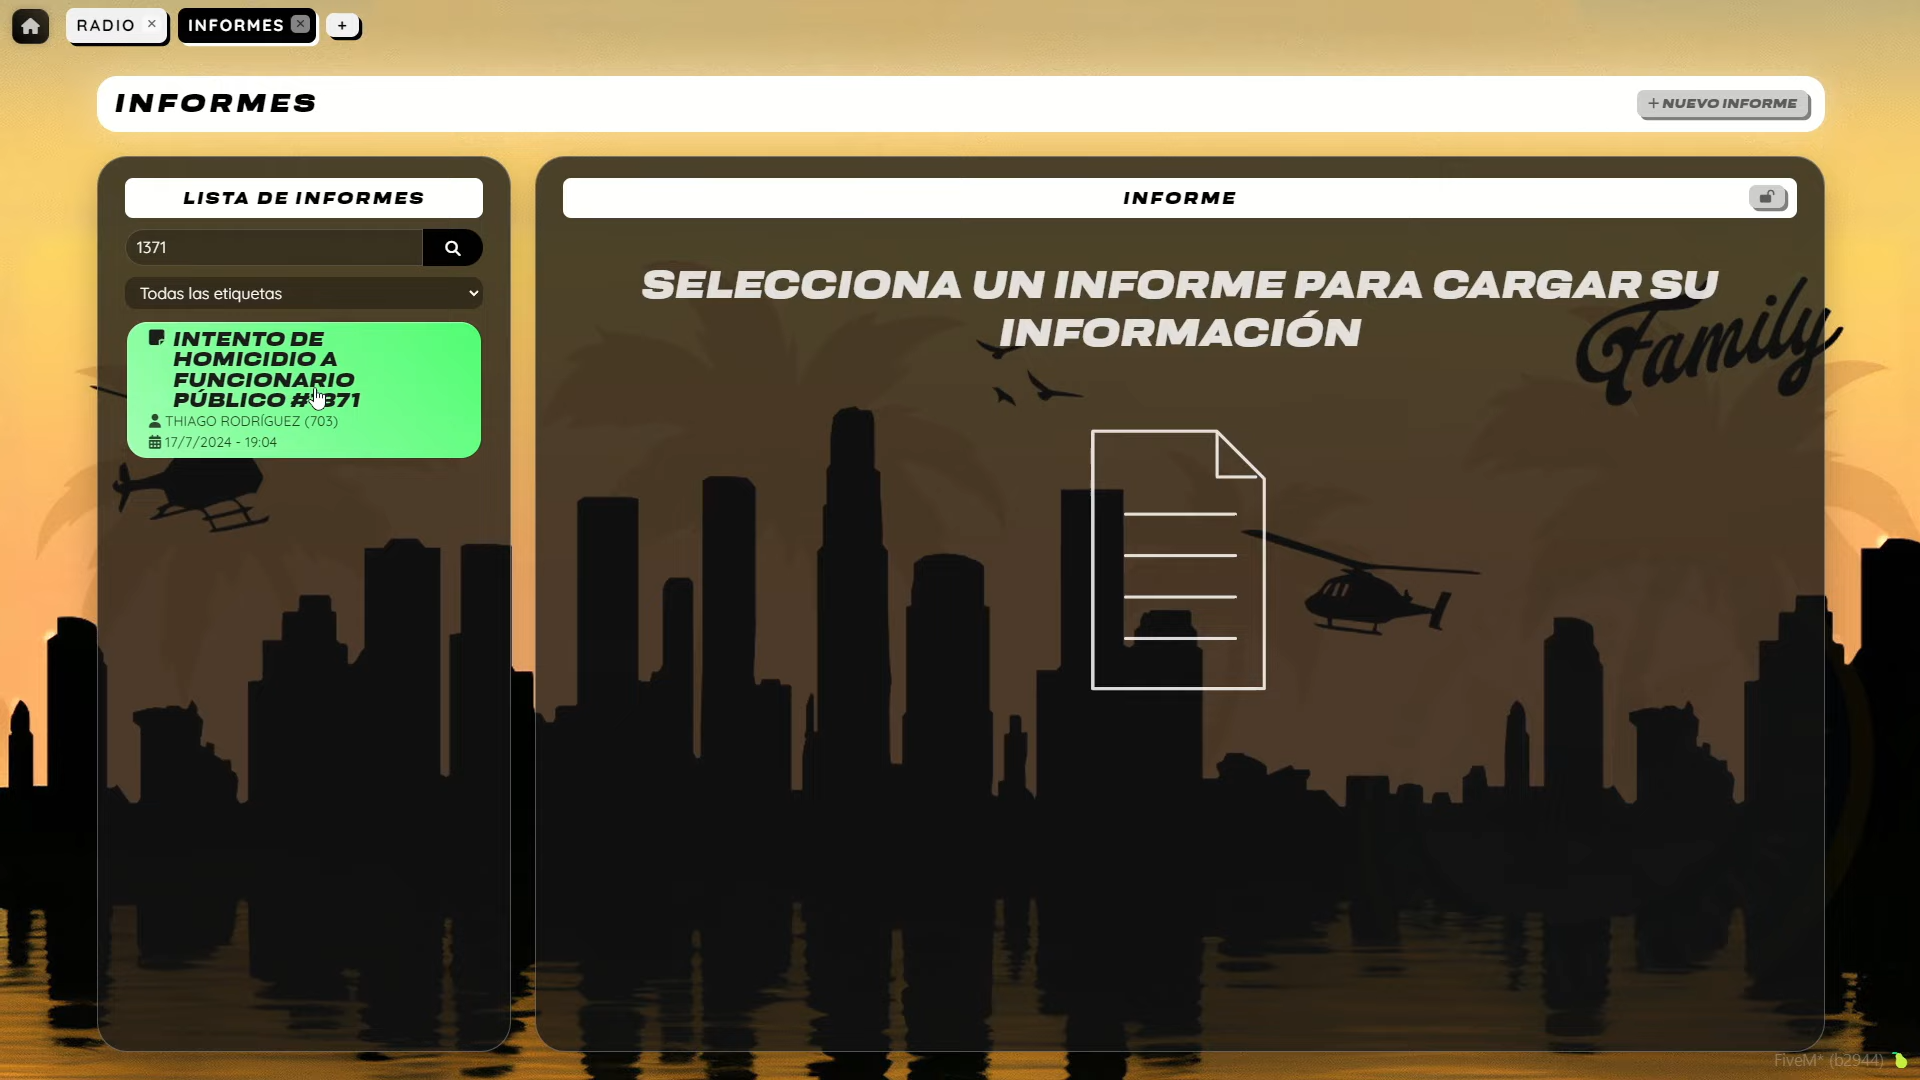 RADIO
INFORMES
+
INFORMES
+ NUEVO INFORME
LISTA DE INFORMES
INFORME
1371
Todas las etiquetas
SELECCIONA UN INFORME PARA CARGAR SU
INFORMACIÓN
Family
INTENTO DE
HOMICIDIO A
FUNCIONARIO
PÚBLICO #1371
THIAGO RODRÍGUEZ (703)
17/7/2024 - 19:04
FiveM* (b2944)